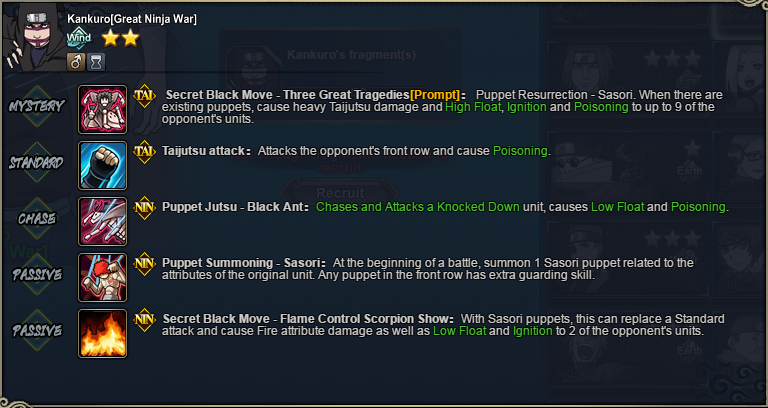 Kankuro[Great Ninja War]
Wind
Kankuro's fragment(s)
MYSTERY
TAI
Secret Black Move - Three Great Tragedies[Prompt]： Puppet Resurrection - Sasori. When there are
existing puppets, cause heavy Taijutsu damage and High Float, Ignition and Poisoning to up to 9 of the
opponent's units.
STANDARD
TAI
Taijutsu attack： Attacks the opponent's front row and cause Poisoning.
Recruit
Earth
CHASE
NIN
Puppet Jutsu - Black Ant： Chases and Attacks a Knocked Down unit, causes Low Float and Poisoning.
War]
PASSIVE
NIN
Puppet Summoning - Sasori： At the beginning of a battle, summon 1 Sasori puppet related to the
attributes of the original unit. Any puppet in the front row has extra guarding skill.
PASSIVE
NIN
Secret Black Move - Flame Control Scorpion Show： With Sasori puppets, this can replace a Standard
attack and cause Fire attribute damage as well as Low Float and Ignition to 2 of the opponent's units.
Earth